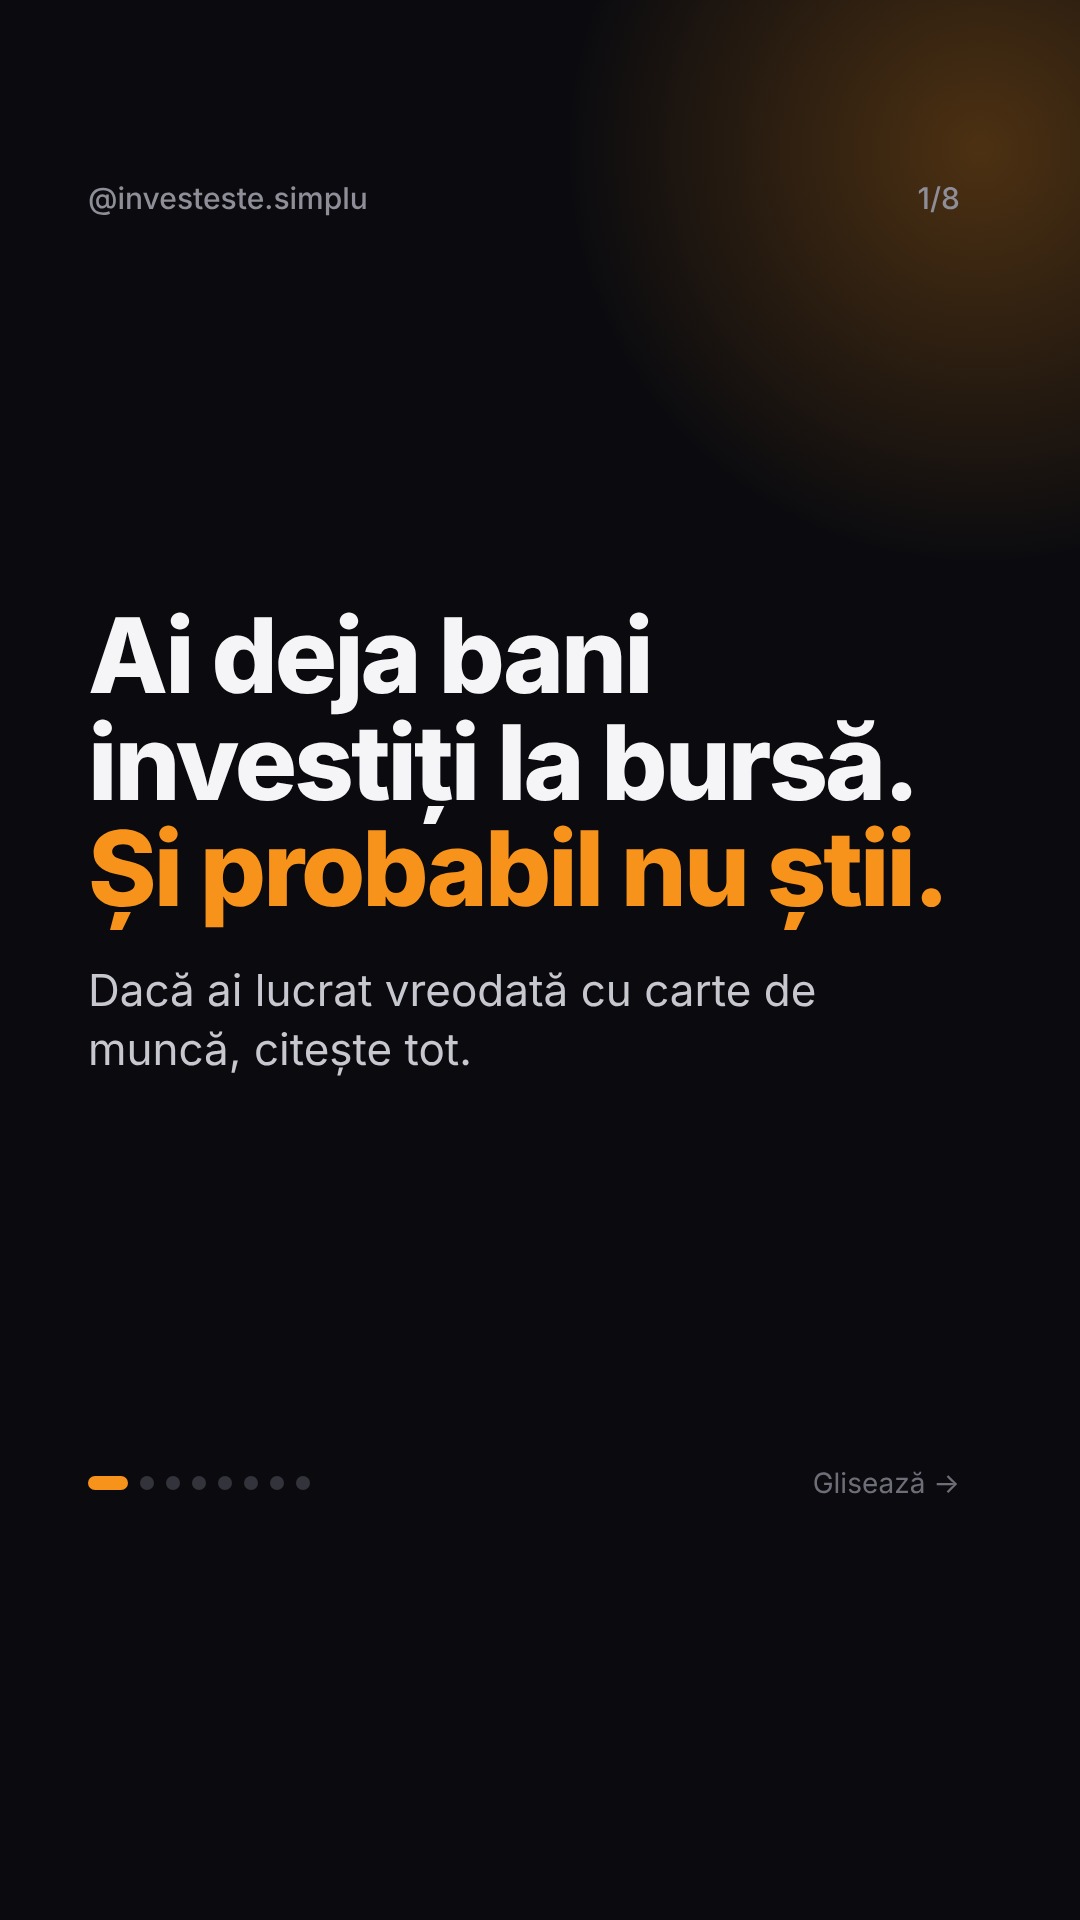 @investeste.simplu
1/8
Ai deja bani
investiți la bursă.
Și probabil nu știi.
Dacă ai lucrat vreodată cu carte de
muncă, citește tot.
Glisează →